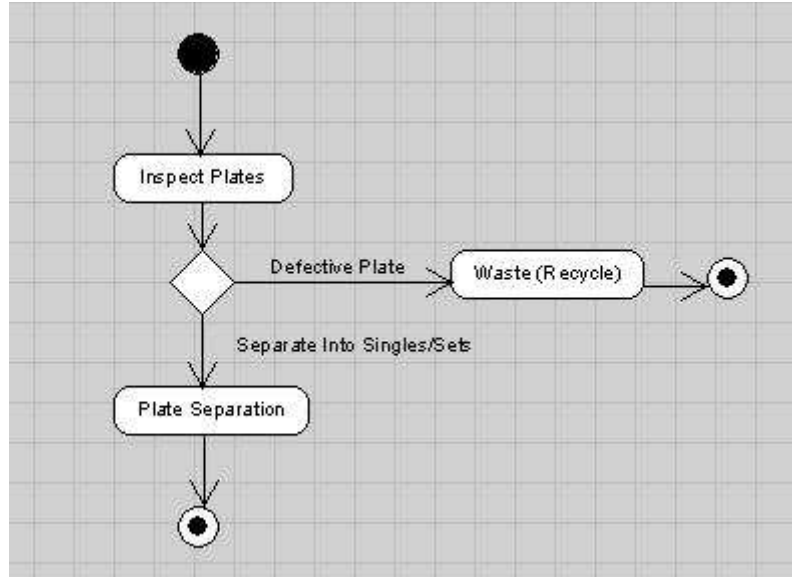 Inspect Plates
Defective Plate
Waste (Recycle)
Separate Into Singles/Sets
Plate Separation